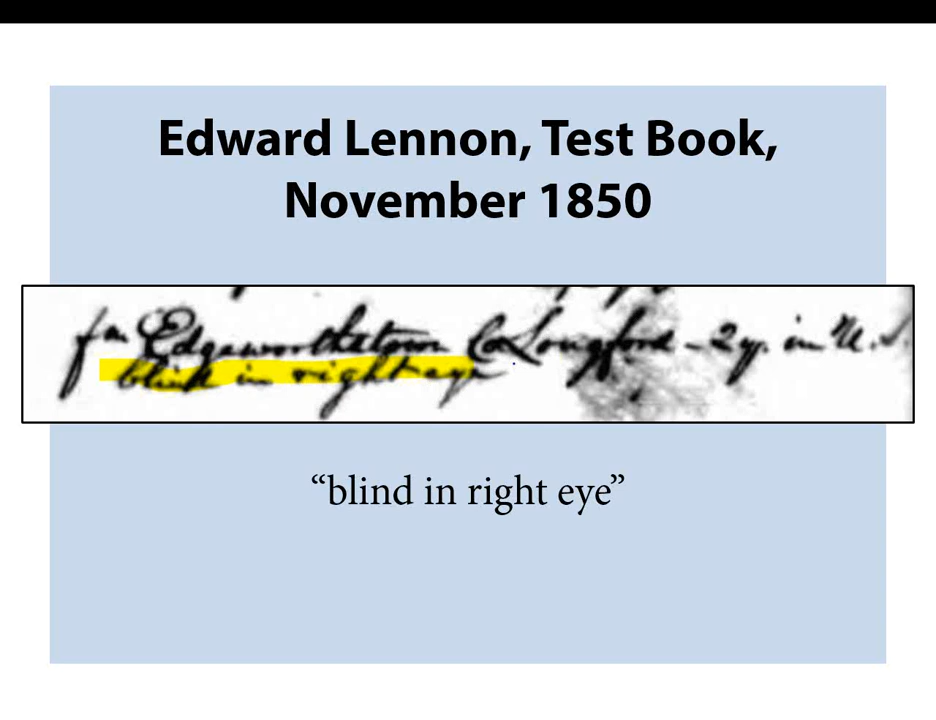 Edward Lennon, Test Book,
November 1850
fm Edgeworthstown Co Longford - 2 y. in U.S.
blind in right eye
“blind in right eye”